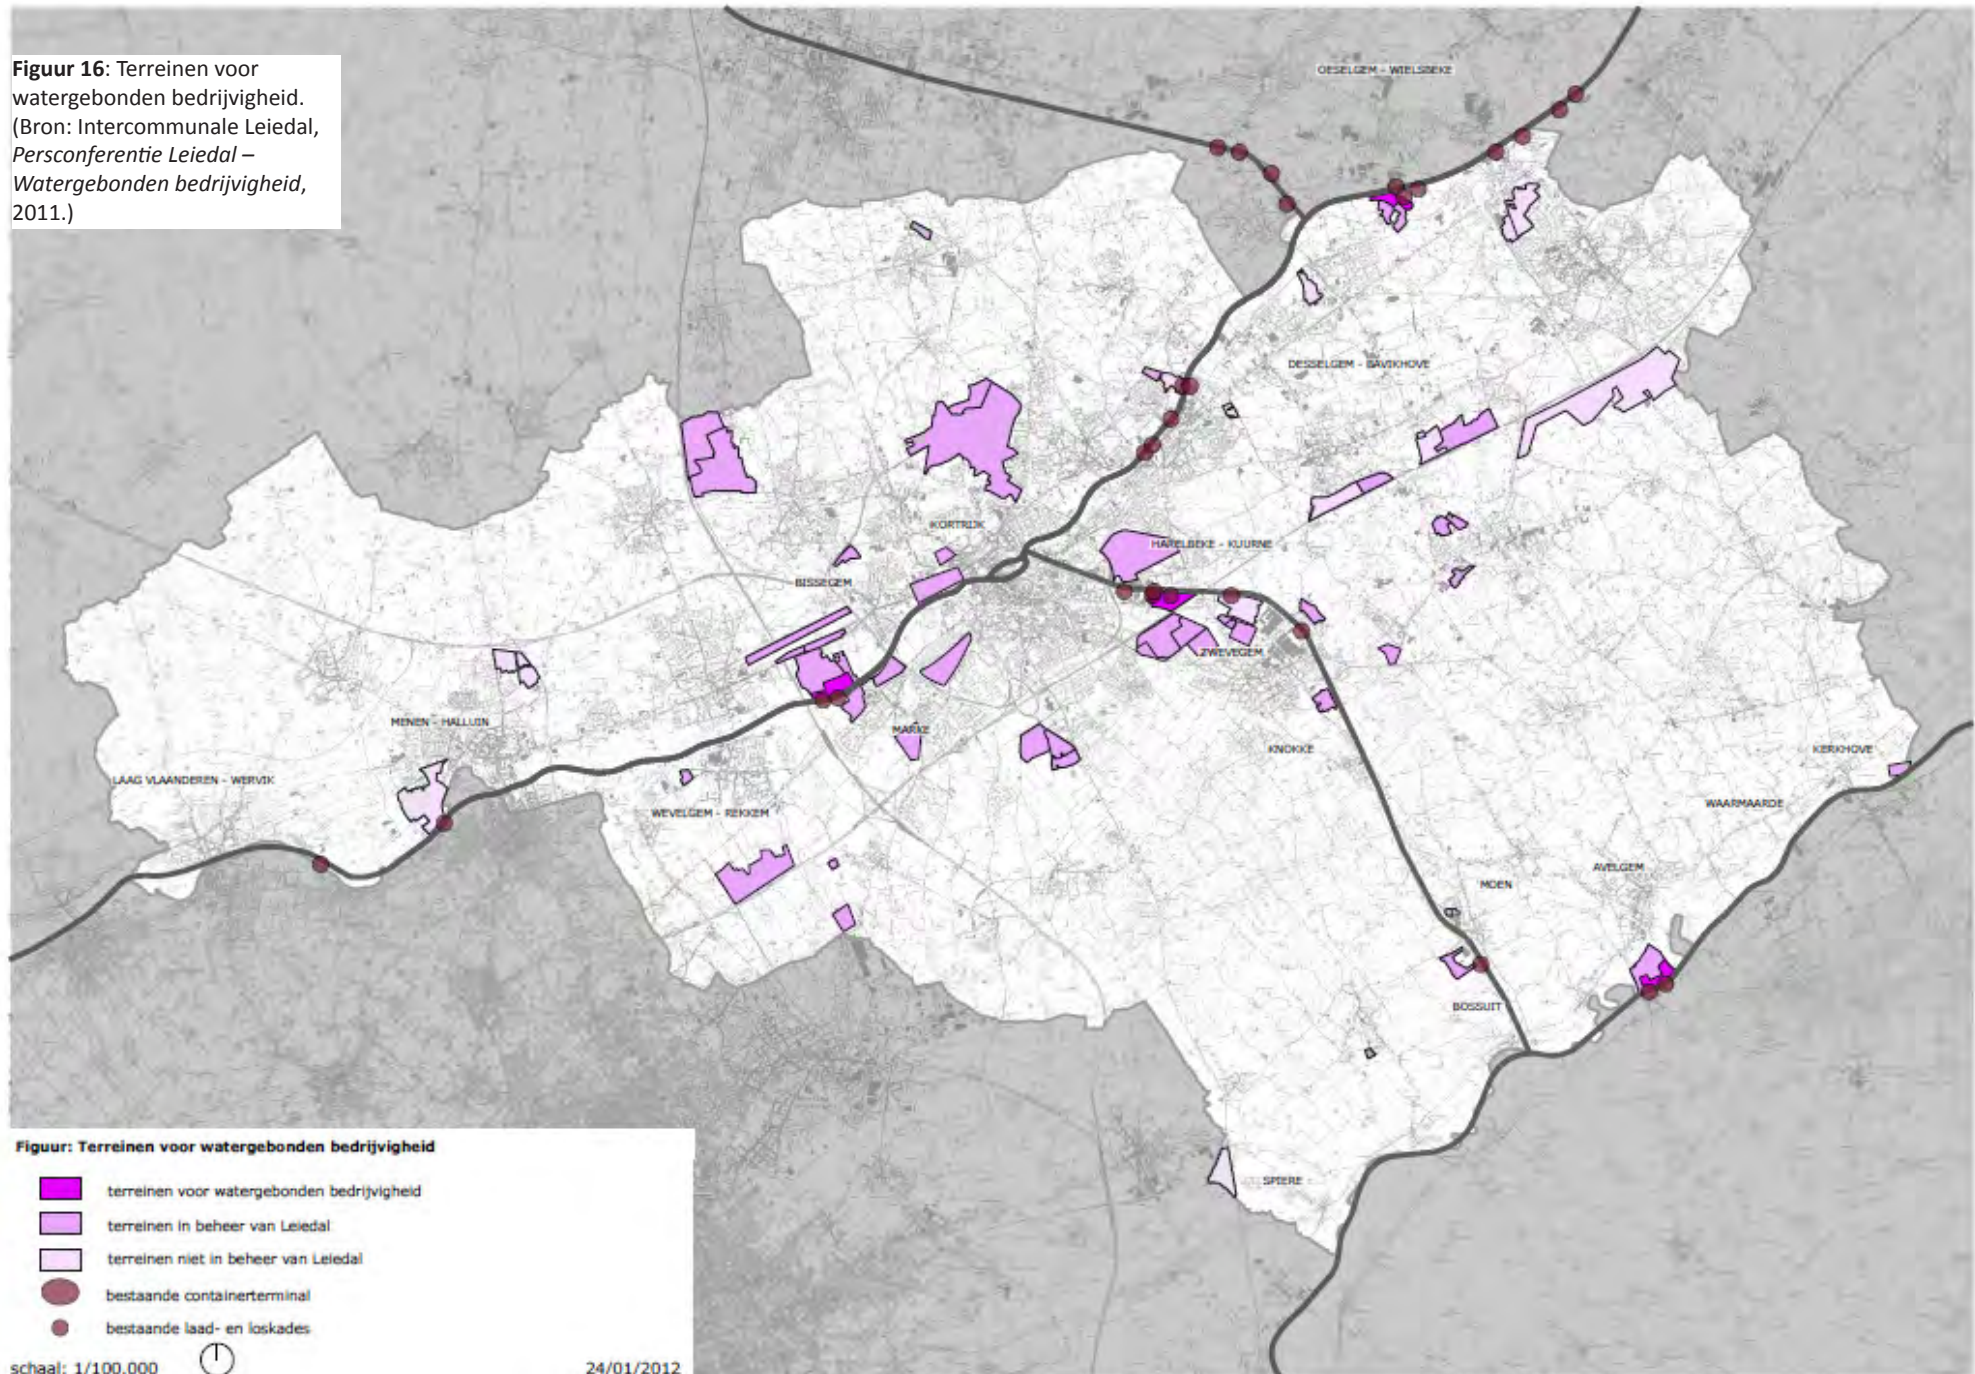 Figuur 16: Terreinen voor
watergebonden bedrijvigheid.
(Bron: Intercommunale Leiedal,
Persconferentie Leiedal –
Watergebonden bedrijvigheid,
2011.)
OESELGEM - WIELSBEKE
DESSELGEM - BAVIKHOVE
KORTRIJK
HARELBEKE - KUURNE
BISSEGEM
ZWEVEGEM
MENEN - HALLUIN
MARKE
KNOKKE
KERKHOVE
LAAG VLAANDEREN - WERVIK
WAARMAARDE
WEVELGEM - REKKEM
AVELGEM
MOEN
BOSSUIT
SPIERE
Figuur: Terreinen voor watergebonden bedrijvigheid
terreinen voor watergebonden bedrijvigheid
terreinen in beheer van Leiedal
terreinen niet in beheer van Leiedal
bestaande containerterminal
bestaande laad- en loskades
schaal: 1/100.000
24/01/2012